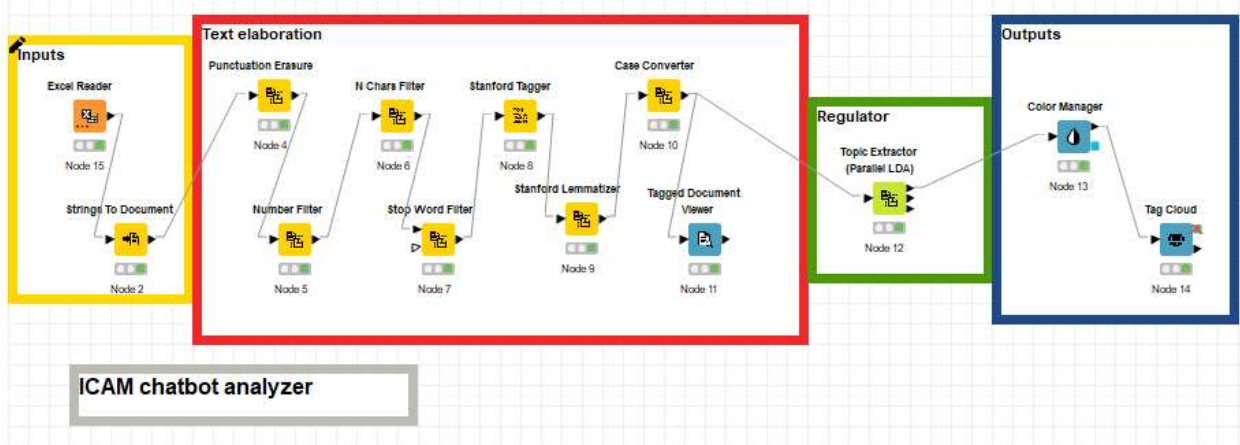 Inputs
Excel Reader
Node 15
Strings To Document
Node 2
Text elaboration
Punctuation Erasure
Node 4
Number Filter
Node 5
N Chars Filter
Node 6
Stop Word Filter
Node 7
Stanford Tagger
Node 8
Stanford Lemmatizer
Node 9
Case Converter
Node 10
Tagged Document
Viewer
Node 11
Regulator
Topic Extractor
(Parallel LDA)
Node 12
Outputs
Color Manager
Node 13
Tag Cloud
Node 14
ICAM chatbot analyzer